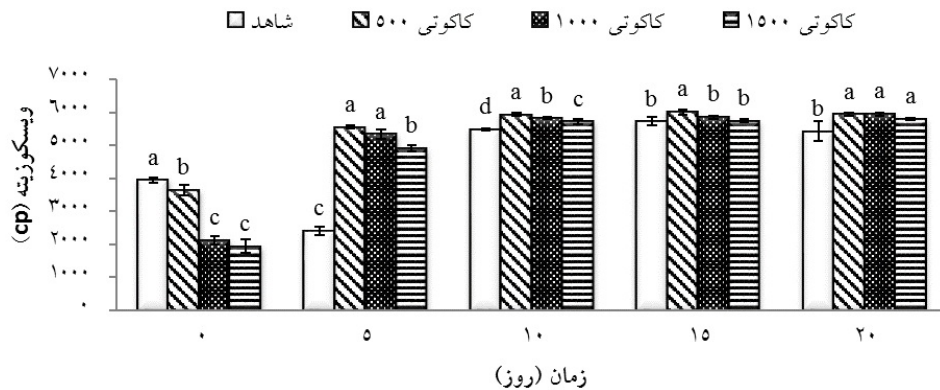 شاهد
کاکوتی ۵۰۰
کاکوتی ۱۰۰۰
کاکوتی ۱۵۰۰
ویسکوزیته (cp)
۷۰۰۰
۶۰۰۰
۵۰۰۰
۴۰۰۰
۳۰۰۰
۲۰۰۰
۱۰۰۰
۰
a b c c
c a a b
d a b c
b a b b
b a a a
۰ ۵ ۱۰ ۱۵ ۲۰
زمان (روز)